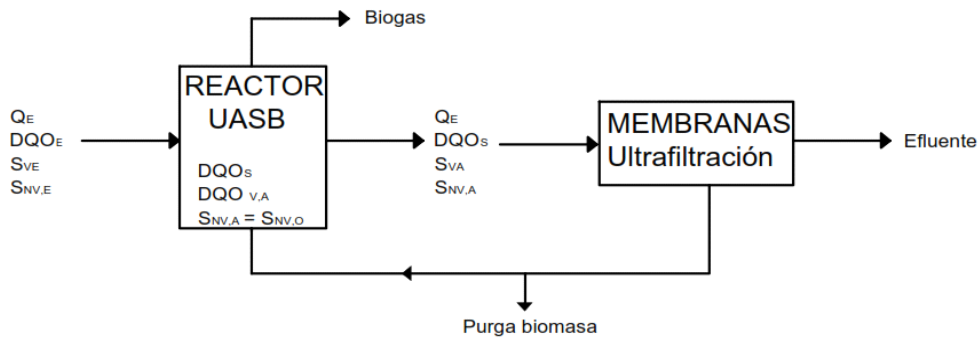 Biogas
QE
DQOE
SVE
SNV,E
REACTOR
UASB
DQOS
DQO V,A
SNV,A = SNV,O
QE
DQOS
SVA
SNV,A
MEMBRANAS
Ultrafiltración
Efluente
Purga biomasa